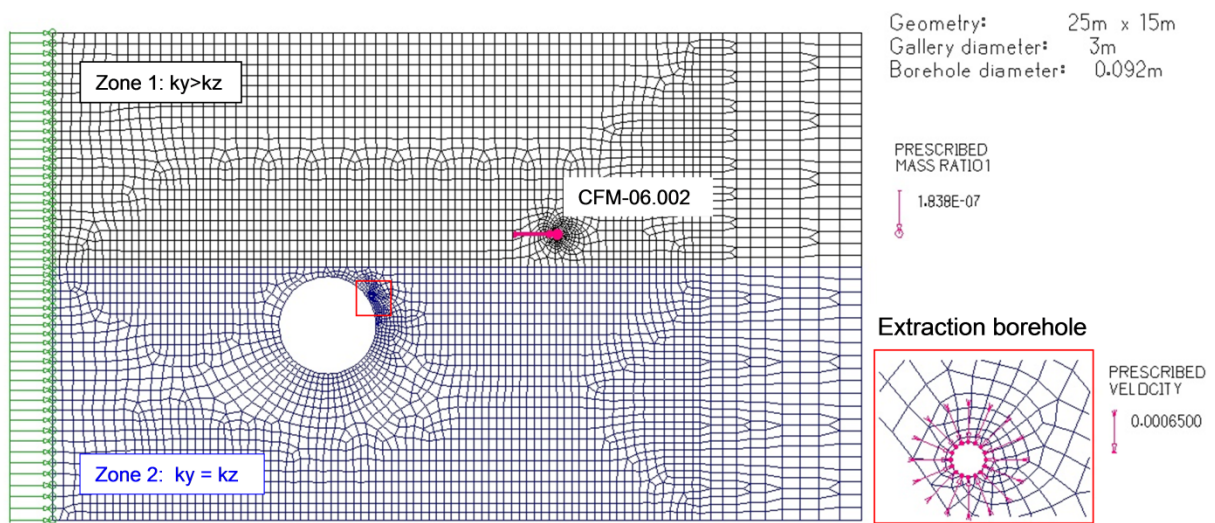 Geometry: 25m x 15m
Gallery diameter: 3m
Borehole diameter: 0.092m
Zone 1: ky>kz
PRESCRIBED
MASS RATIO1
1.838E-07
CFM-06.002
Extraction borehole
PRESCRIBED
VELOCITY
0.0006500
Zone 2: ky = kz